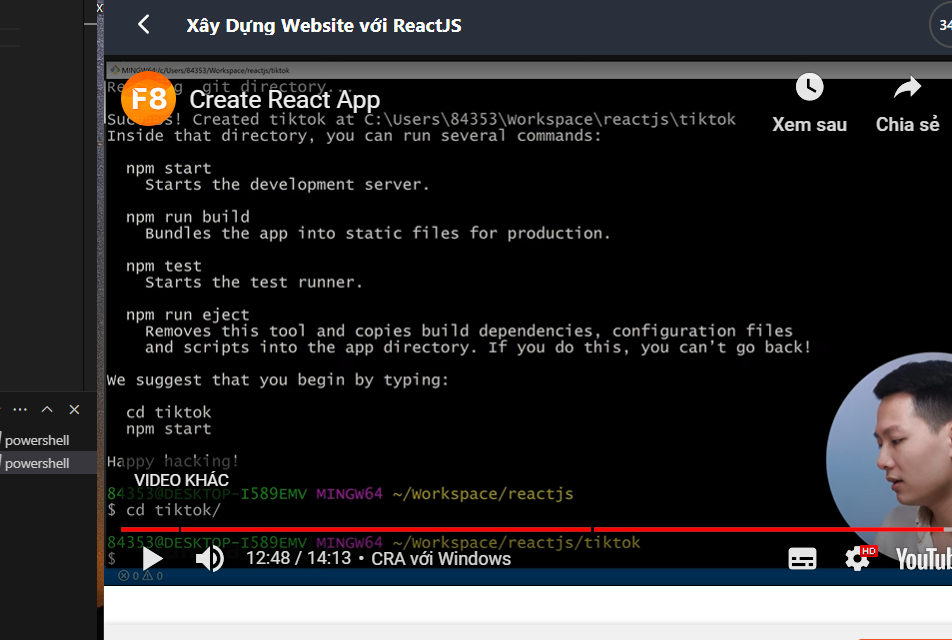 X
Xây Dựng Website với ReactJS
34
MINGW64:/c/Users/84353/Workspace/reactjs/tiktok
git directory...
F8
Create React App
Success! Created tiktok at C:\Users\84353\Workspace\reactjs\tiktok
Xem sau
Chia sẻ
Inside that directory, you can run several commands:
npm start
Starts the development server.
npm run build
Bundles the app into static files for production.
npm test
Starts the test runner.
npm run eject
Removes this tool and copies build dependencies, configuration files
and scripts into the app directory. If you do this, you can't go back!
We suggest that you begin by typing:
cd tiktok
npm start
Happy hacking!
powershell
powershell
VIDEO KHÁC
84353@DESKTOP-I589EMV MINGW64 ~/Workspace/reactjs
$ cd tiktok/
84353@DESKTOP-I589EMV MINGW64 ~/Workspace/reactjs/tiktok
$
12:48 / 14:13 • CRA với Windows
HD
YouTub
0 0